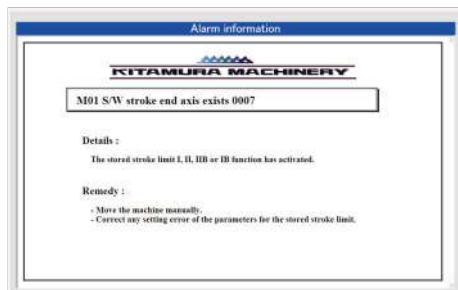 Alarm information
KITAMURA MACHINERY
M01 S/W stroke end axis exists 0007
Details :
The stored stroke limit I, II, IIB or IB function has activated.
Remedy :
- Move the machine manually.
- Correct any setting error of the parameters for the stored stroke limit.